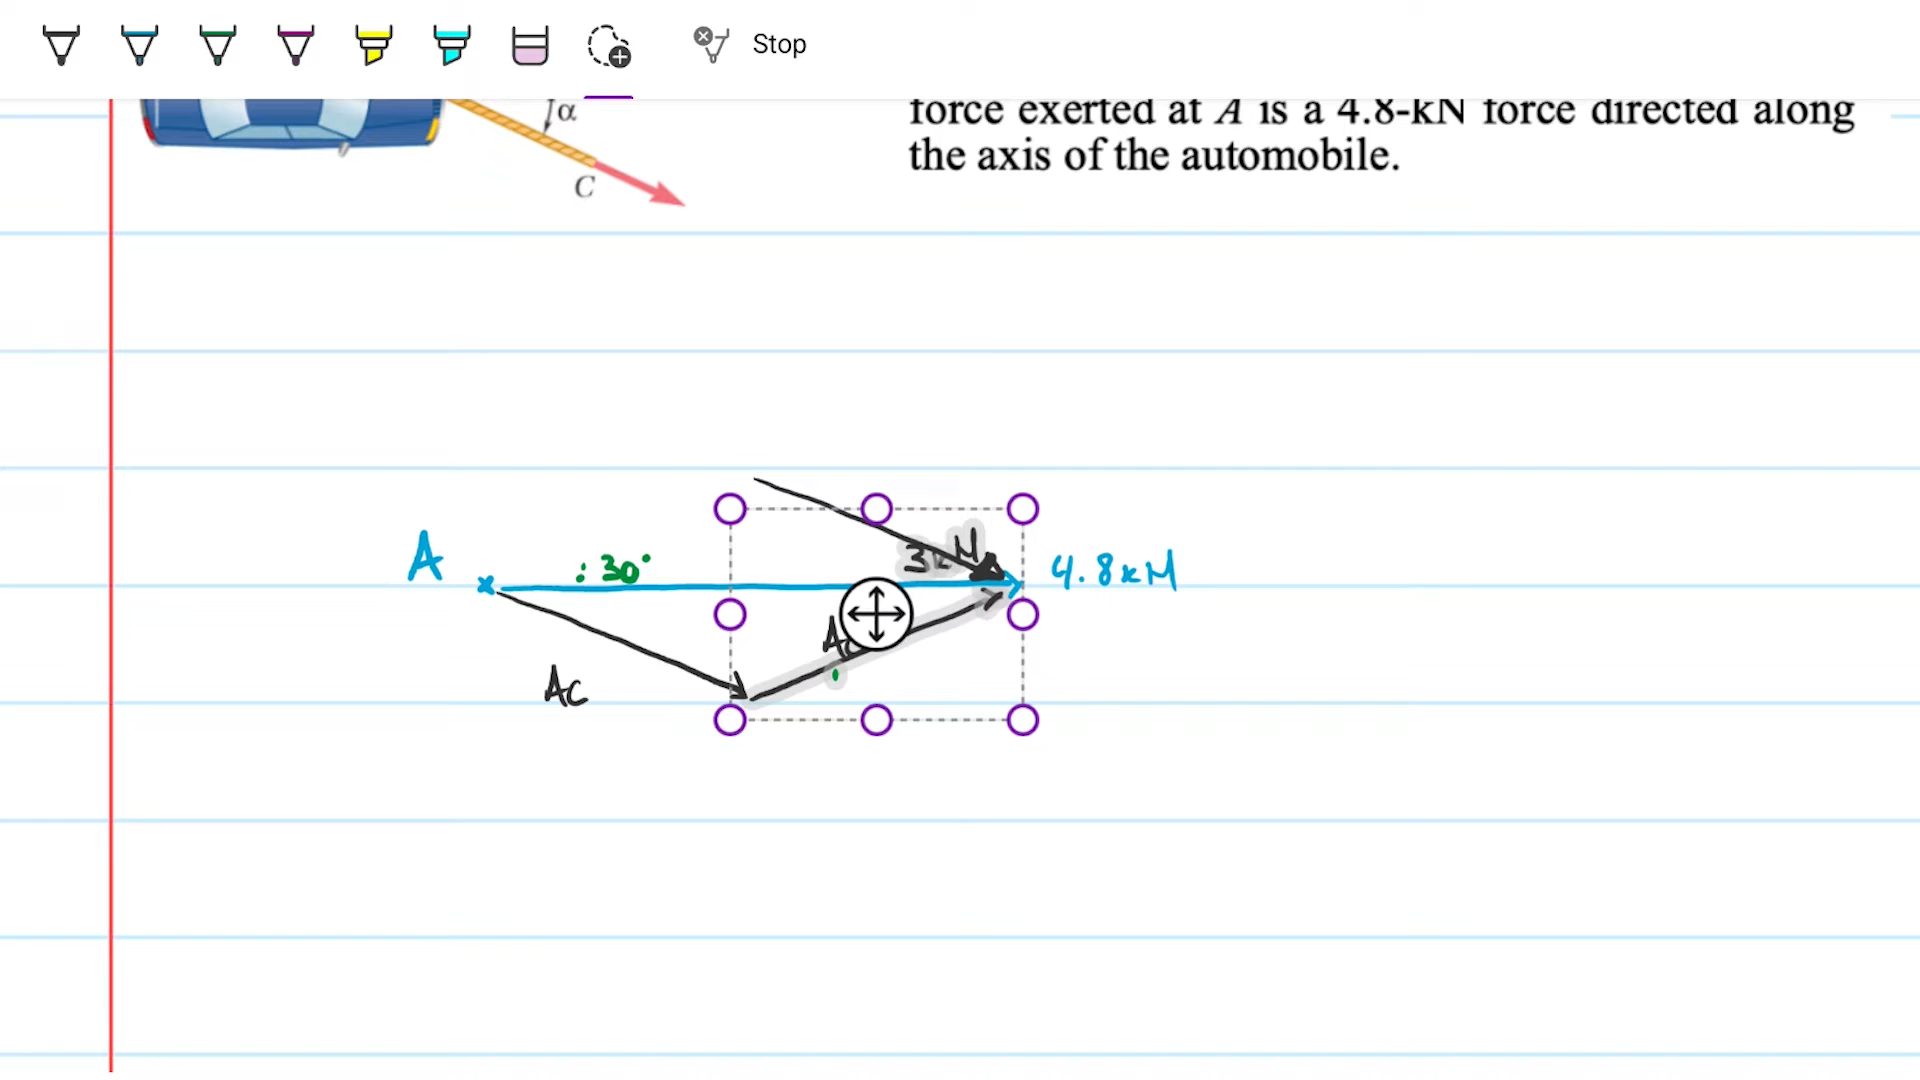 Stop
α
C
force exerted at A is a 4.8-kN force directed along
the axis of the automobile.
A
30°
3kN
4.8kN
AC